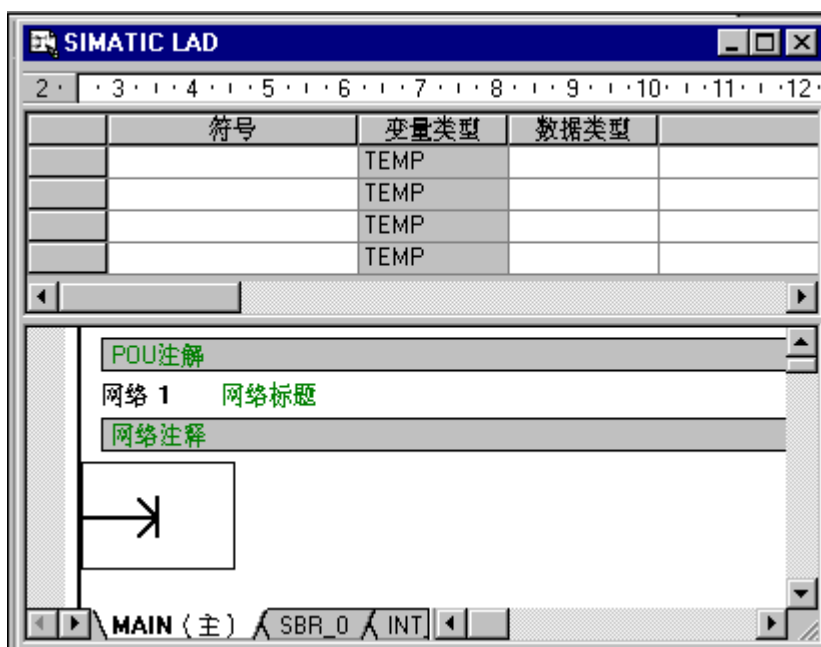 SIMATIC LAD
2 · · 3 · ı · 4 · ı · 5 · ı · 6 · ı · 7 · ı · 8 · ı · 9 · ı · 10 · ı · 11 · ı · 12 ·
符号 变量类型 数据类型
TEMP
TEMP
TEMP
TEMP
POU注解
网络 1 网络标题
网络注释
MAIN（主） SBR_0 INT